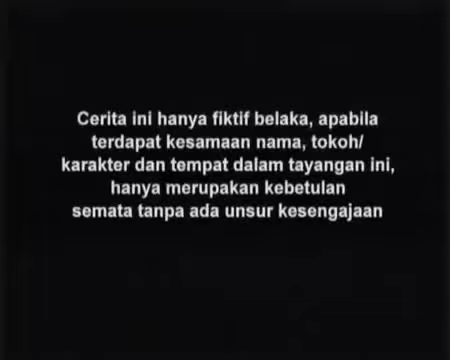 Cerita ini hanya fiktif belaka, apabila
terdapat kesamaan nama, tokoh/
karakter dan tempat dalam tayangan ini,
hanya merupakan kebetulan
semata tanpa ada unsur kesengajaan